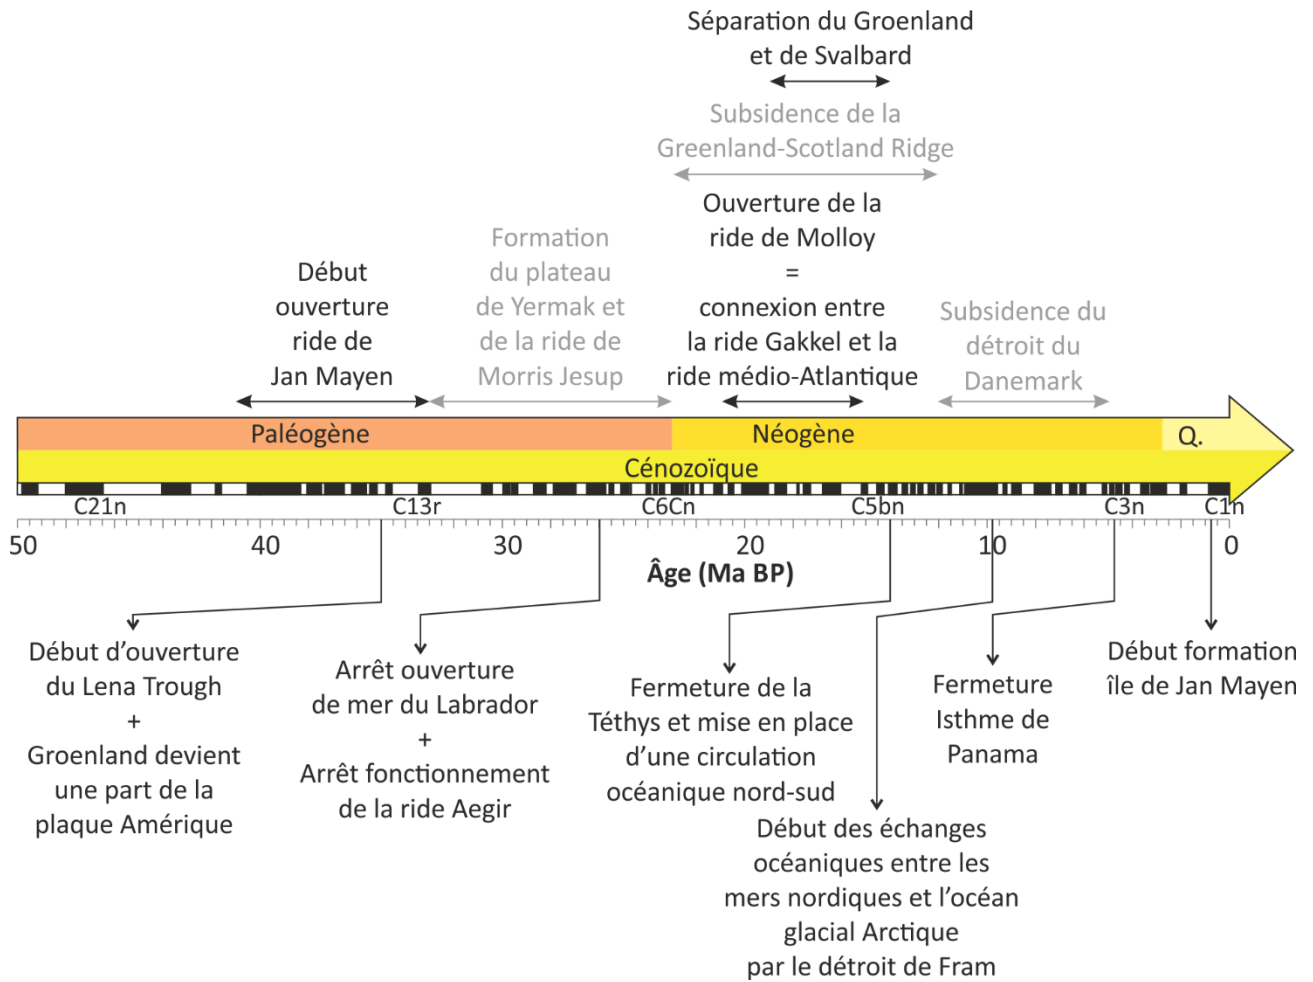 Séparation du Groenland
et de Svalbard
Subsidence de la
Greenland-Scotland Ridge
Ouverture de la
ride de Molloy
=
connexion entre
la ride Gakkel et la
ride médio-Atlantique
Formation
du plateau
de Yermak et
de la ride de
Morris Jesup
Début
ouverture
ride de
Jan Mayen
Subsidence du
détroit du
Danemark
Paléogène
Néogène
Q.
Cénozoïque
C21n
C13r
C6Cn
C5bn
C3n
C1n
50
40
30
20
10
0
Âge (Ma BP)
Début d'ouverture
du Lena Trough
+
Groenland devient
une part de la
plaque Amérique
Arrêt ouverture
de mer du Labrador
+
Arrêt fonctionnement
de la ride Aegir
Fermeture de la
Téthys et mise en place
d'une circulation
océanique nord-sud
Début des échanges
océaniques entre les
mers nordiques et l'océan
glacial Arctique
par le détroit de Fram
Fermeture
Isthme de
Panama
Début formation
île de Jan Mayen